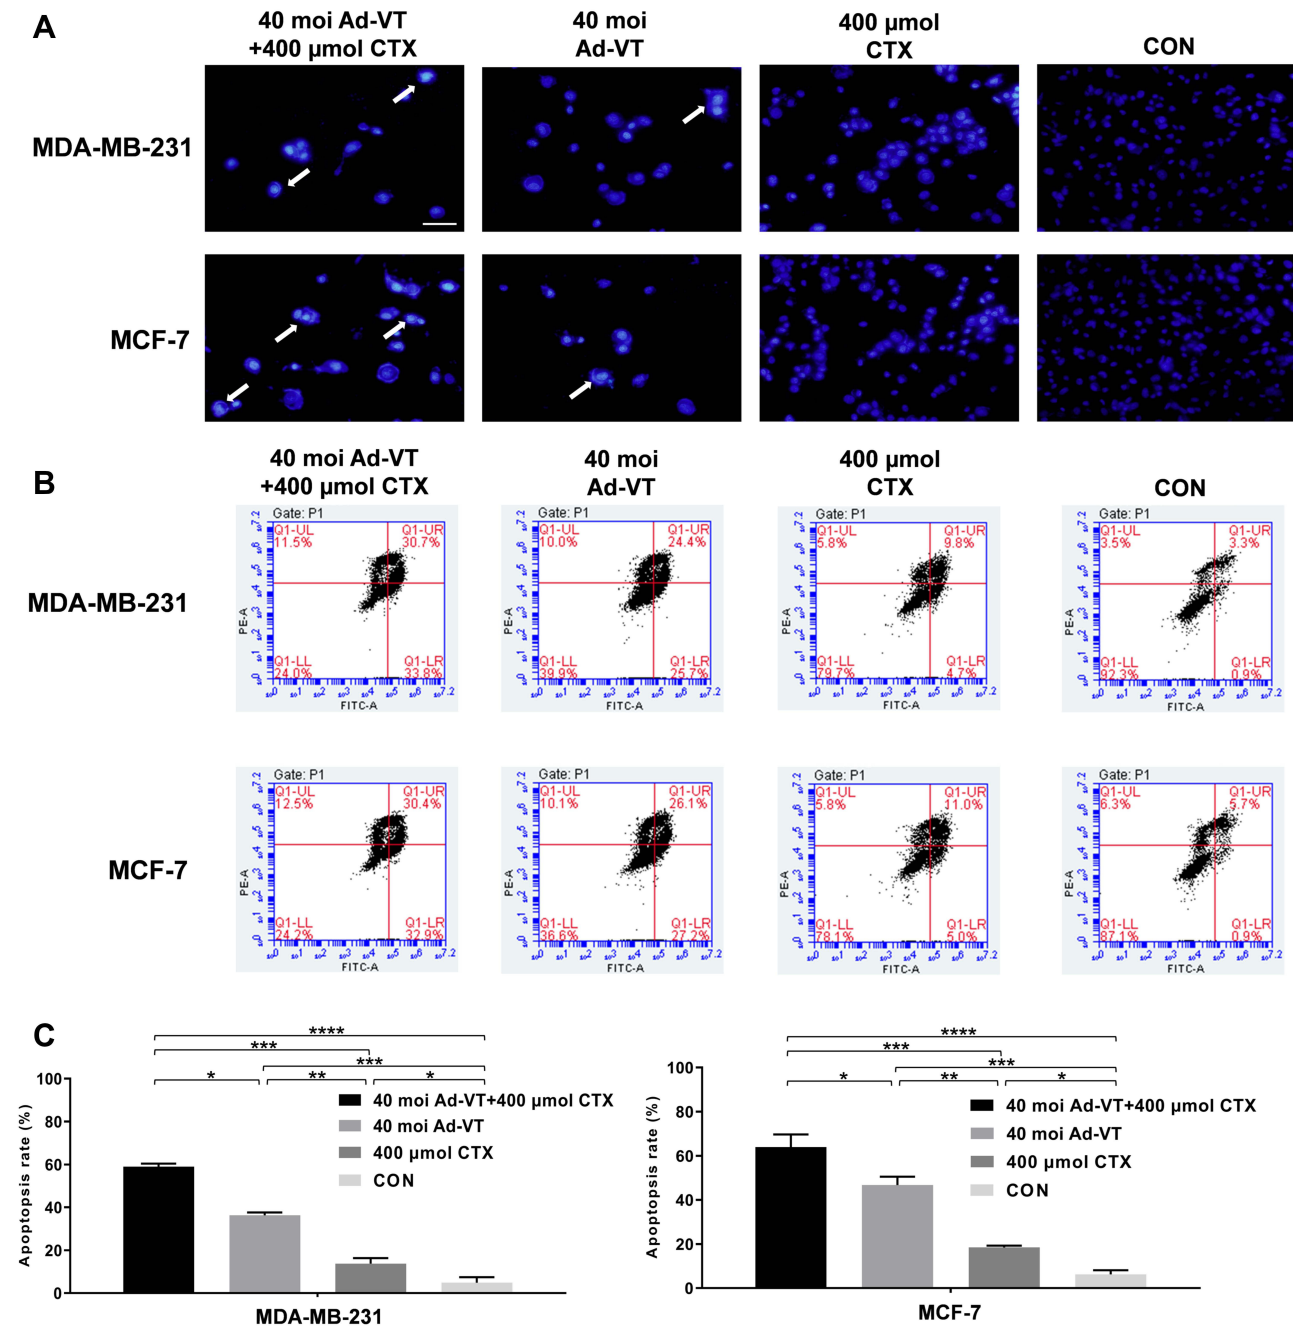 A
40 moi Ad-VT
+400 µmol CTX
40 moi
Ad-VT
400 µmol
CTX
CON
MDA-MB-231
MCF-7
B
40 moi Ad-VT
+400 µmol CTX
40 moi
Ad-VT
400 µmol
CTX
CON
MDA-MB-231
Gate: P1
Q1-UL Q1-UR
11.5% 30.7%
Q1-LL Q1-LR
24.0% 33.8%
PE-A
FITC-A
Gate: P1
Q1-UL Q1-UR
10.0% 24.4%
Q1-LL Q1-LR
39.9% 25.7%
PE-A
FITC-A
Gate: P1
Q1-UL Q1-UR
5.8% 9.8%
Q1-LL Q1-LR
79.7% 4.7%
PE-A
FITC-A
Gate: P1
Q1-UL Q1-UR
3.5% 3.3%
Q1-LL Q1-LR
92.3% 0.9%
PE-A
FITC-A
MCF-7
Gate: P1
Q1-UL Q1-UR
12.5% 30.4%
Q1-LL Q1-LR
24.2% 32.9%
PE-A
FITC-A
Gate: P1
Q1-UL Q1-UR
10.1% 26.1%
Q1-LL Q1-LR
36.6% 27.2%
PE-A
FITC-A
Gate: P1
Q1-UL Q1-UR
5.8% 11.0%
Q1-LL Q1-LR
78.1% 5.0%
PE-A
FITC-A
Gate: P1
Q1-UL Q1-UR
6.3% 5.7%
Q1-LL Q1-LR
87.1% 0.9%
PE-A
FITC-A
C
****
***
***
* ** *
Apoptopsis rate (%)
100
80
60
40
20
0
40 moi Ad-VT+400 µmol CTX
40 moi Ad-VT
400 µmol CTX
CON
MDA-MB-231
****
***
***
* ** *
Apoptopsis rate (%)
100
80
60
40
20
0
40 moi Ad-VT+400 µmol CTX
40 moi Ad-VT
400 µmol CTX
CON
MCF-7